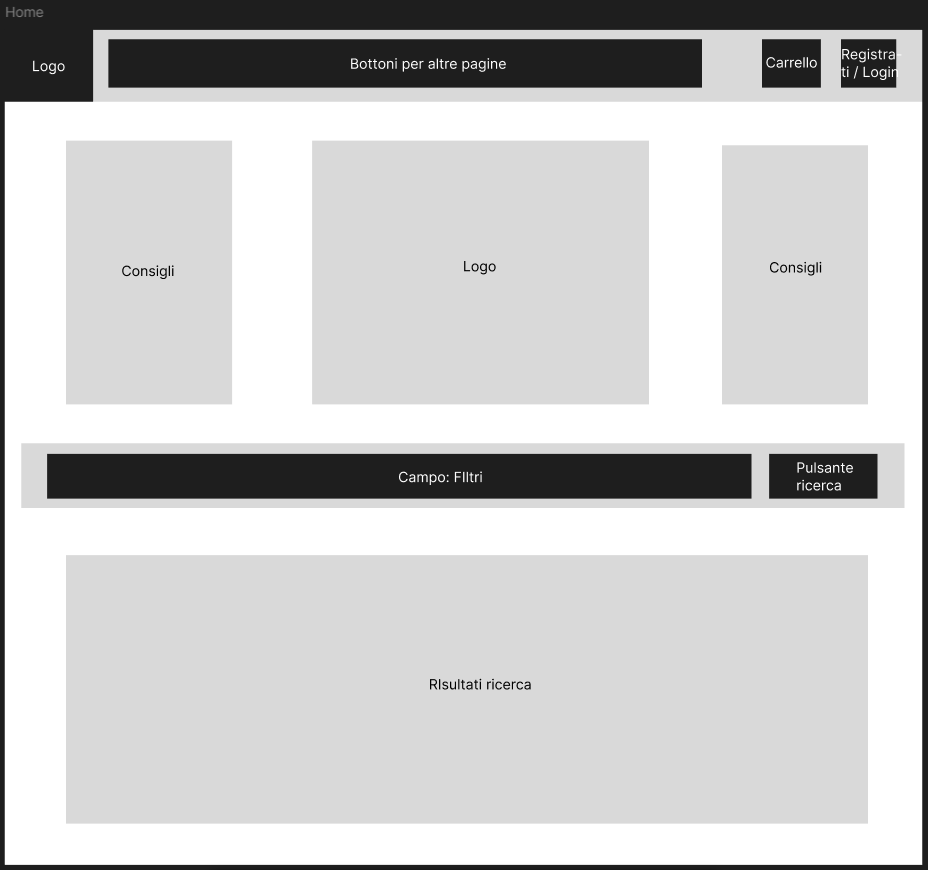 Home
Logo
Bottoni per altre pagine
Carrello
Registra-
ti / Login
Consigli
Logo
Consigli
Campo: FIltri
Pulsante
ricerca
RIsultati ricerca